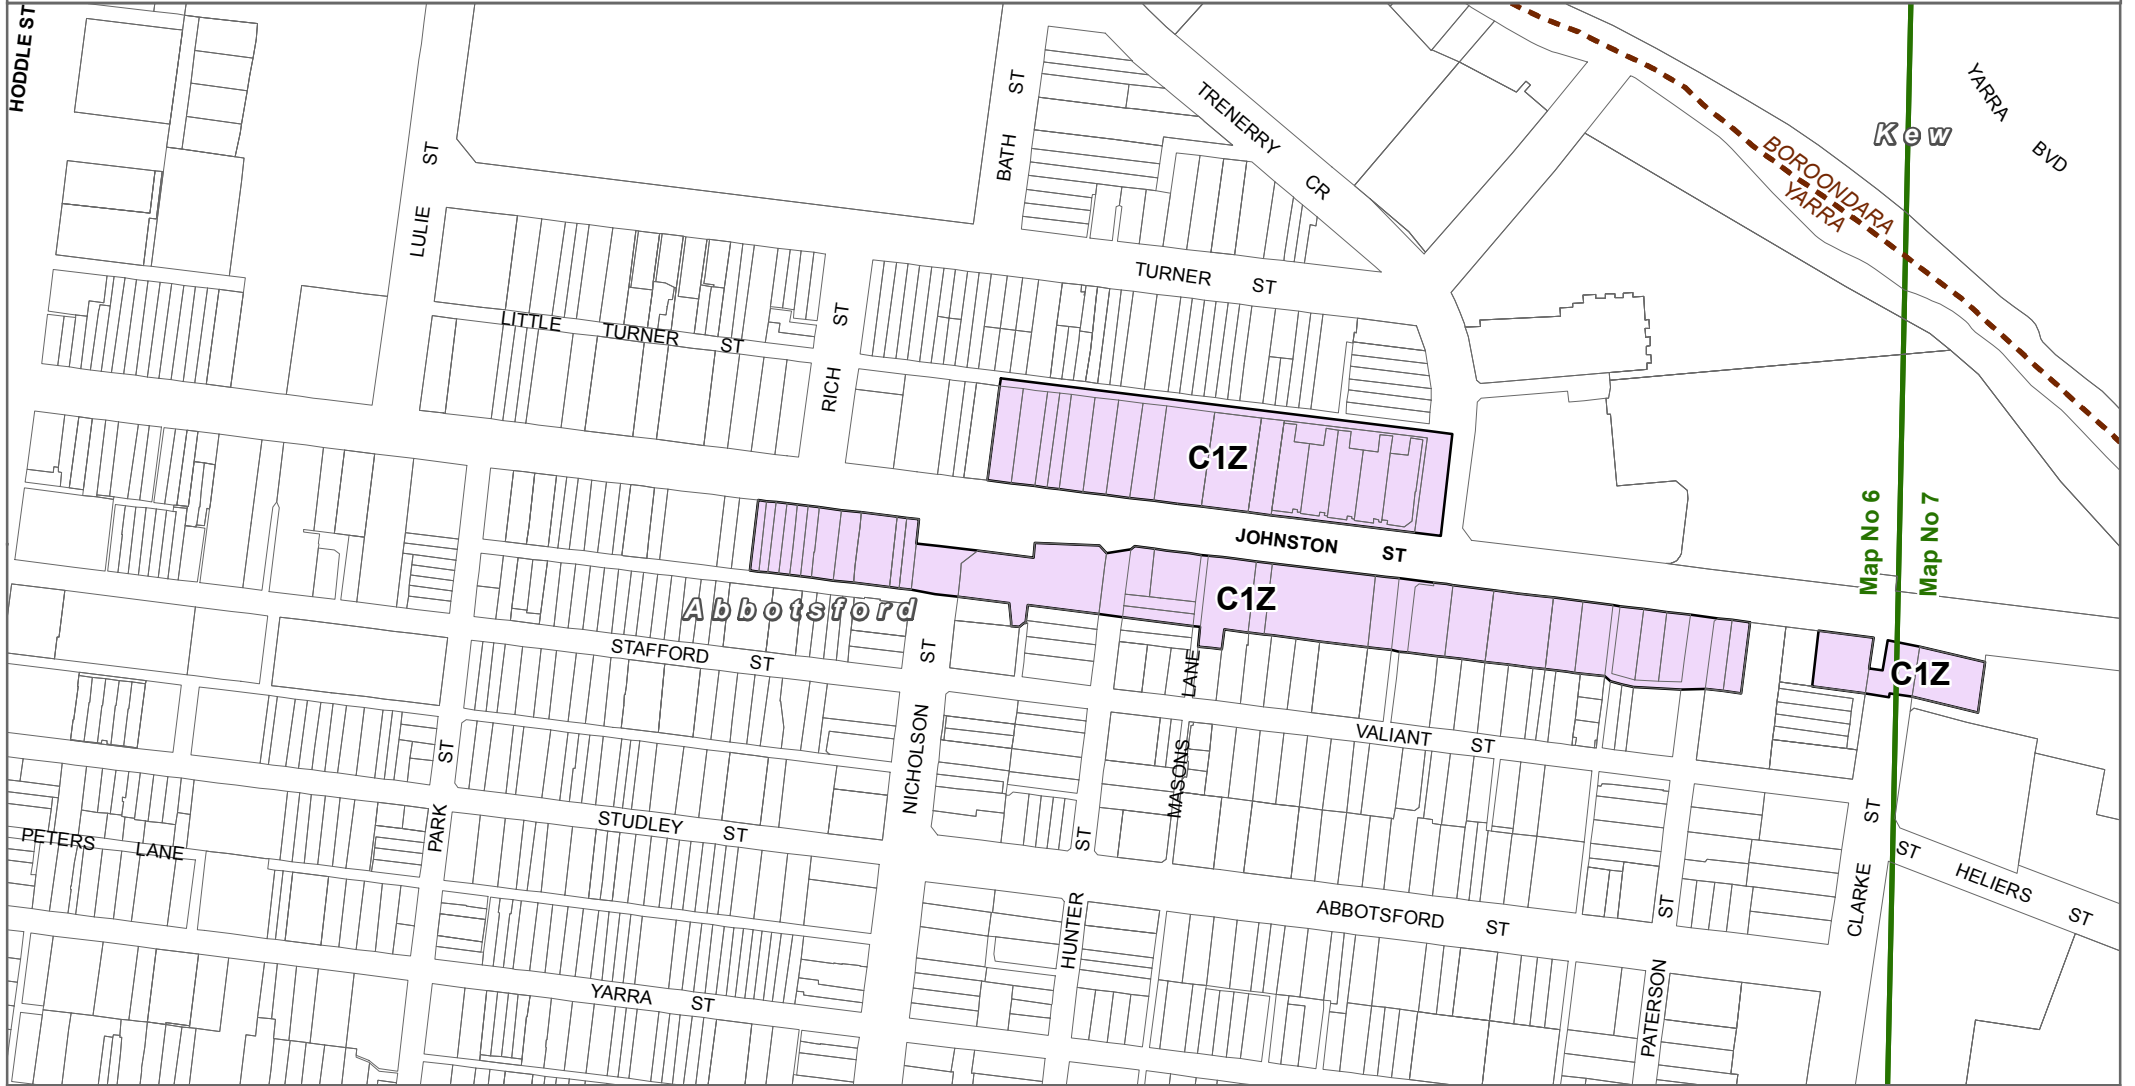 HODDLE ST
YARRA BVD
Kew
BATH ST
TRENERRY CR
BOROONDARA
YARRA
LULIE ST
TURNER ST
LITTLE TURNER ST
RICH ST
C1Z
JOHNSTON ST
Map No 6
Map No 7
C1Z
Abbotsford
STAFFORD ST
C1Z
NICHOLSON ST
MASONS LANE
VALIANT ST
PARK ST
STUDLEY ST
PETERS LANE
HUNTER ST
CLARKE ST
ST HELIERS ST
ABBOTSFORD ST
YARRA ST
PATERSON ST